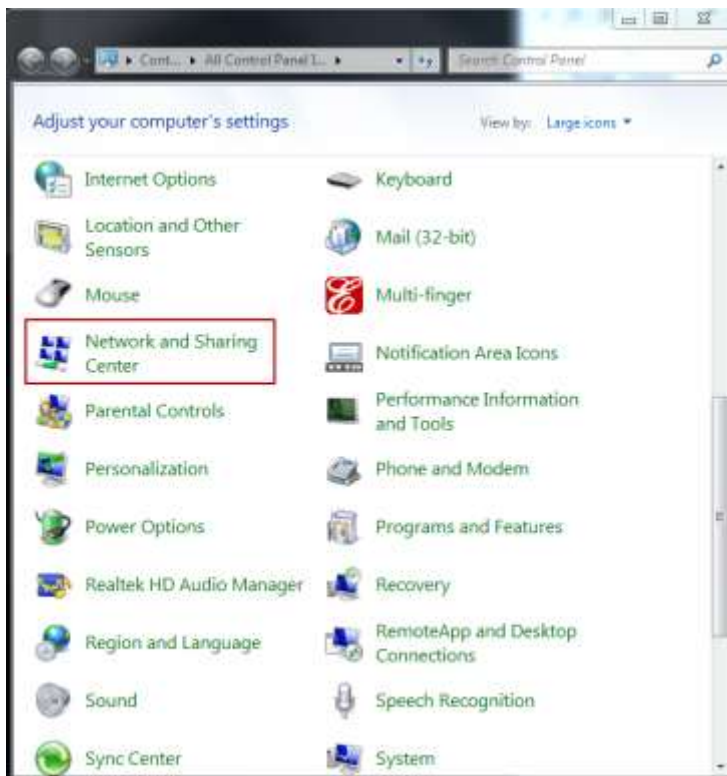 Cont... All Control Panel I... Search Control Panel
Adjust your computer's settings View by: Large icons
Internet Options Keyboard
Location and Other
Sensors
Mail (32-bit)
Mouse Multi-finger
Network and Sharing
Center
Notification Area Icons
Parental Controls
Performance Information
and Tools
Personalization Phone and Modem
Power Options Programs and Features
Realtek HD Audio Manager Recovery
Region and Language
RemoteApp and Desktop
Connections
Sound Speech Recognition
Sync Center System